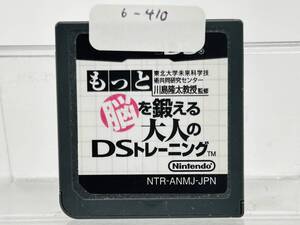 6-410
もっと
東北大学未来科学技
術共同研究センター
川島隆太教授監修
脳を鍛える
大人の
DSトレーニング™
Nintendo
NTR-ANMJ-JPN